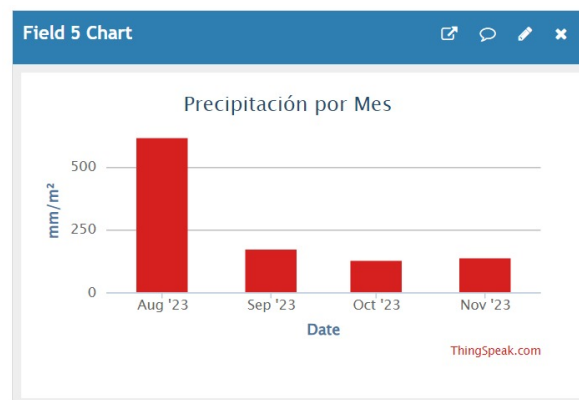 Field 5 Chart
Precipitación por Mes
mm/m²
500
250
0
Aug '23 Sep '23 Oct '23 Nov '23
Date
ThingSpeak.com